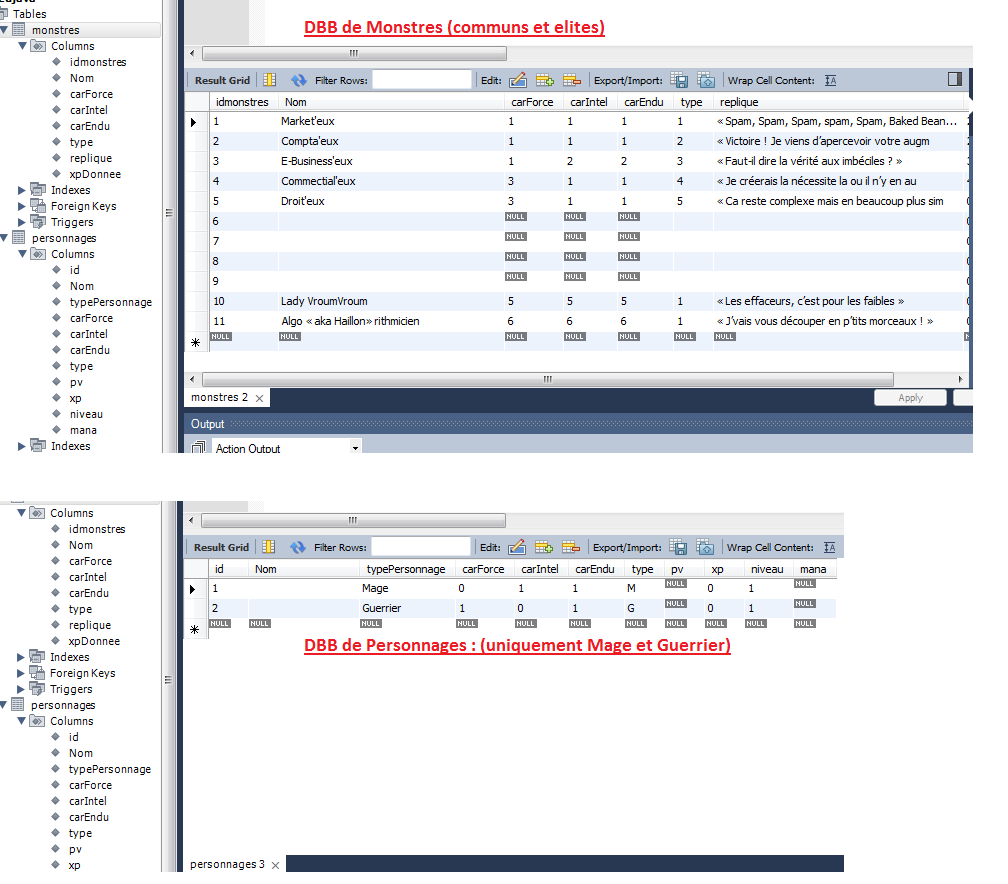 Tables
DBB de Monstres (communs et elites)
monstres
Columns
idmonstres
Nom
carForce
carIntel
carEndu
type
replique
xpDonnee
Indexes
Foreign Keys
Triggers
personnages
Columns
id
Nom
typePersonnage
carForce
carIntel
carEndu
type
pv
xp
niveau
mana
Indexes
Result Grid Filter Rows: Edit: Export/Import: Wrap Cell Content:
idmonstres Nom carForce carIntel carEndu type replique
1 Market'eux 1 1 1 1 « Spam, Spam, Spam, spam, Spam, Baked Bean...
2 Compta'eux 1 1 1 2 « Victoire ! Je viens d’apercevoir votre augm
3 E-Business'eux 1 2 2 3 « Faut-il dire la vérité aux imbéciles ? »
4 Commectial'eux 3 1 1 4 « Je créerais la nécessite la ou il n’y en au
5 Droit'eux 3 1 1 5 « Ca reste complexe mais en beaucoup plus sim
6 NULL NULL NULL
7 NULL NULL NULL
8 NULL NULL NULL
9 NULL NULL NULL
10 Lady VroumVroum 5 5 5 1 « Les effaceurs, c’est pour les faibles »
11 Algo « aka Haillon» rithmicien 6 6 6 1 « J’vais vous découper en p’tits morceaux ! »
NULL NULL NULL NULL NULL NULL NULL
monstres 2
Apply
Output
Action Output
Columns
idmonstres
Nom
carForce
carIntel
carEndu
type
replique
xpDonnee
Indexes
Foreign Keys
Triggers
personnages
Columns
id
Nom
typePersonnage
carForce
carIntel
carEndu
type
pv
xp
Result Grid Filter Rows: Edit: Export/Import: Wrap Cell Content:
id Nom typePersonnage carForce carIntel carEndu type pv xp niveau mana
1 Mage 0 1 1 M NULL 0 1 NULL
2 Guerrier 1 0 1 G NULL 0 1 NULL
NULL NULL NULL NULL NULL NULL NULL NULL NULL NULL NULL
DBB de Personnages : (uniquement Mage et Guerrier)
personnages 3